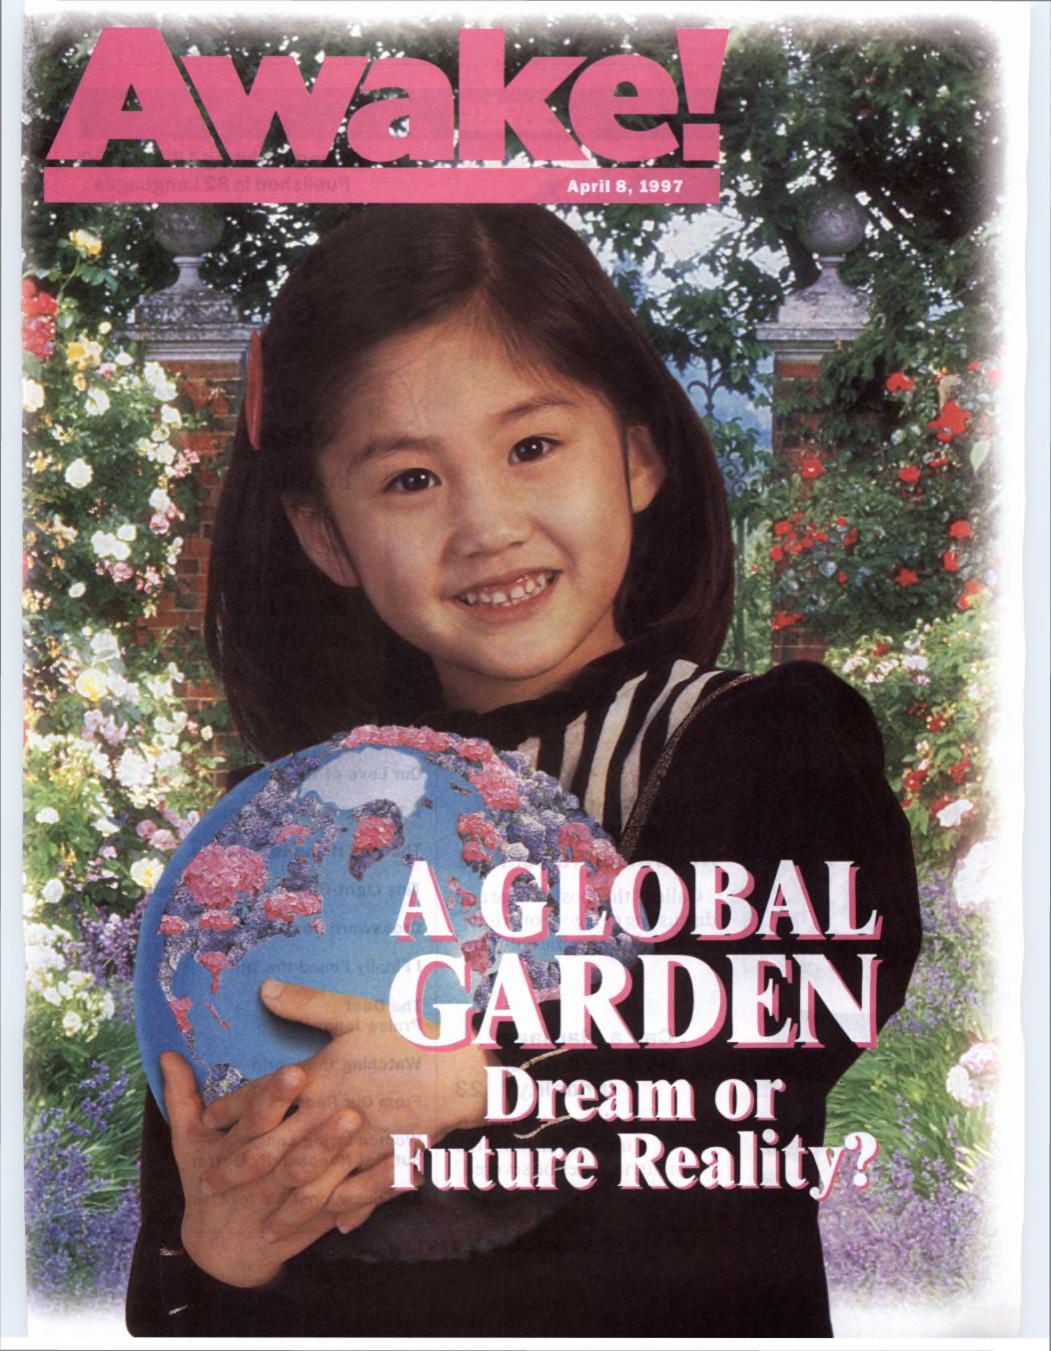 Awake!
April 8, 1997
A GLOBAL
GARDEN
Dream or
Future Reality?